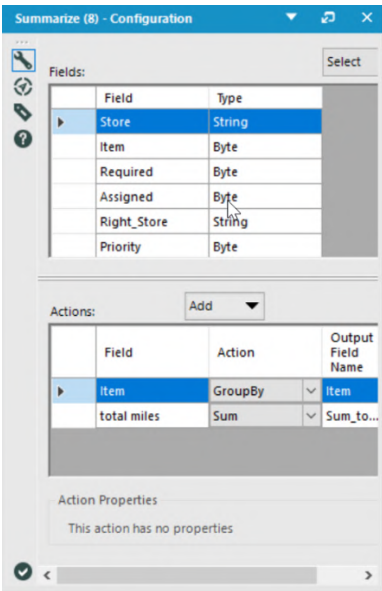 Summarize (8) - Configuration
Fields:
Select
Field Type
Store String
Item Byte
Required Byte
Assigned Byte
Right_Store String
Priority Byte
Actions:
Add
Field Action Output Field Name
Item GroupBy Item
total miles Sum Sum_to...
Action Properties
This action has no properties